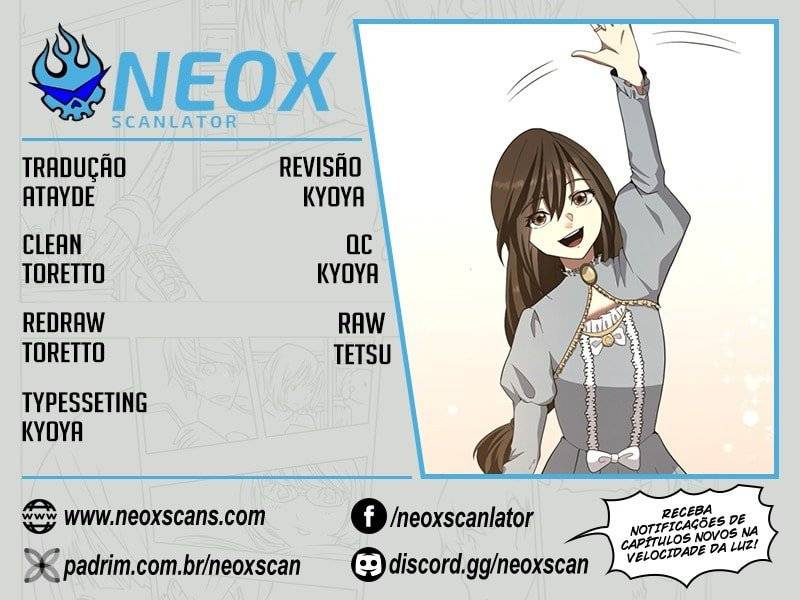 NEOX
SCANLATOR
TRADUÇÃO
ATAYDE
REVISÃO
KYOYA
CLEAN
TORETTO
QC
KYOYA
REDRAW
TORETTO
RAW
TETSU
TYPESSETING
KYOYA
www
www.neoxscans.com
f
/neoxscanlator
padrim.com.br/neoxscan
discord.gg/neoxscan
RECEBA
NOTIFICAÇÕES DE
CAPÍTULOS NOVOS NA
VELOCIDADE DA LUZ!